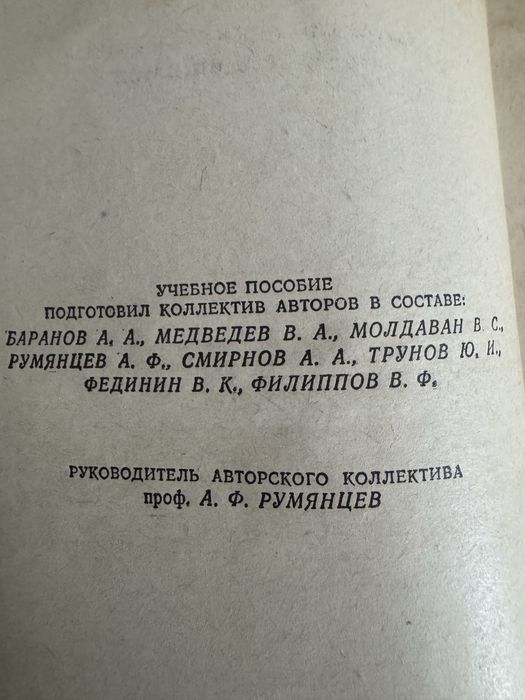 УЧЕБНОЕ ПОСОБИЕ
ПОДГОТОВИЛ КОЛЛЕКТИВ АВТОРОВ В СОСТАВЕ:
БАРАНОВ А. А., МЕДВЕДЕВ В. А., МОЛДАВАН В. С.,
РУМЯНЦЕВ А. Ф., СМИРНОВ А. А., ТРУНОВ Ю. И.,
ФЕДИНИН В. К., ФИЛИППОВ В. Ф.
РУКОВОДИТЕЛЬ АВТОРСКОГО КОЛЛЕКТИВА
проф. А. Ф. РУМЯНЦЕВ